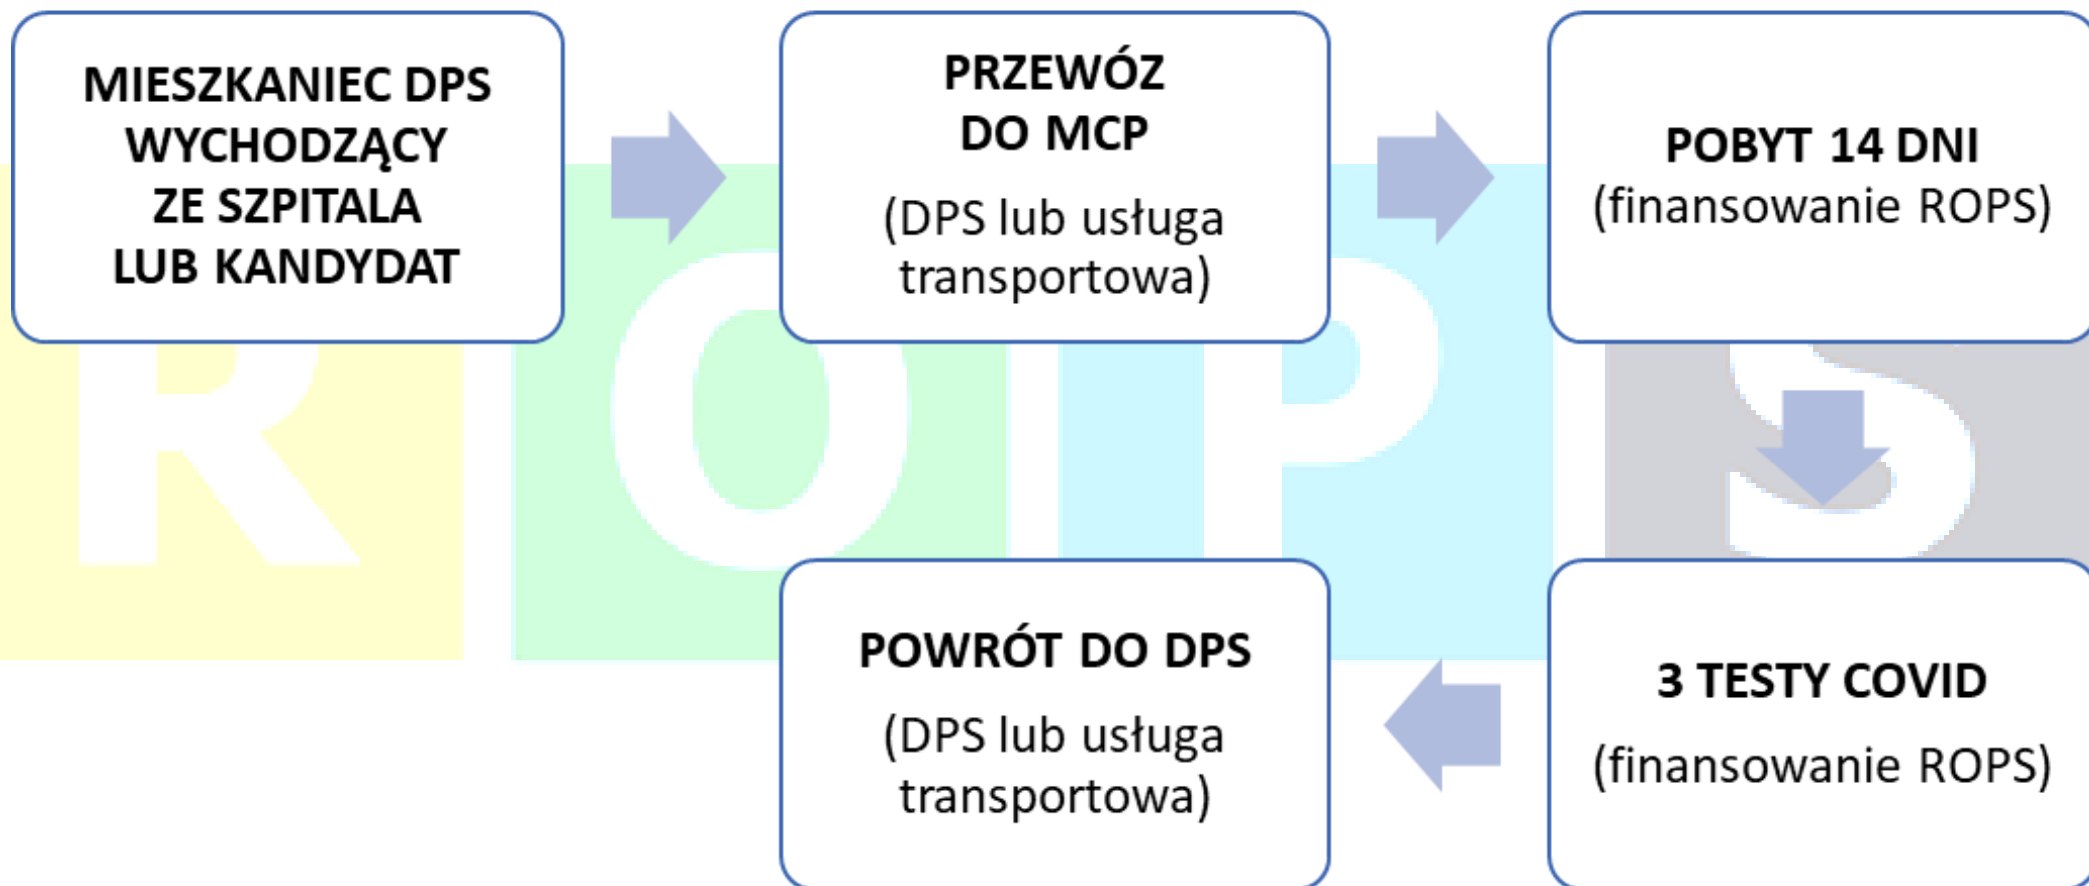 MIESZKANIEC DPS
WYCHODZĄCY
ZE SZPITALA
LUB KANDYDAT
PRZEWÓZ
DO MCP
(DPS lub usługa
transportowa)
POBYT 14 DNI
(finansowanie ROPS)
3 TESTY COVID
(finansowanie ROPS)
POWRÓT DO DPS
(DPS lub usługa
transportowa)
R O P S